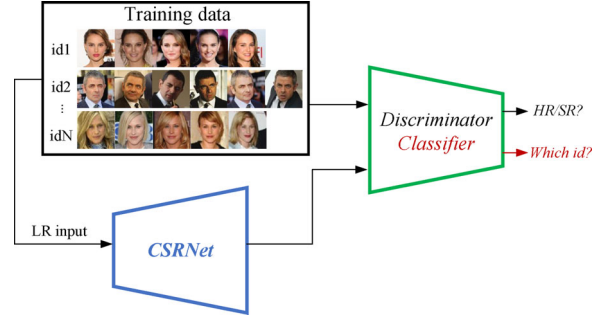 Training data
id1
id2
⋮
idN
Discriminator
Classifier
HR/SR?
Which id?
LR input
CSRNet